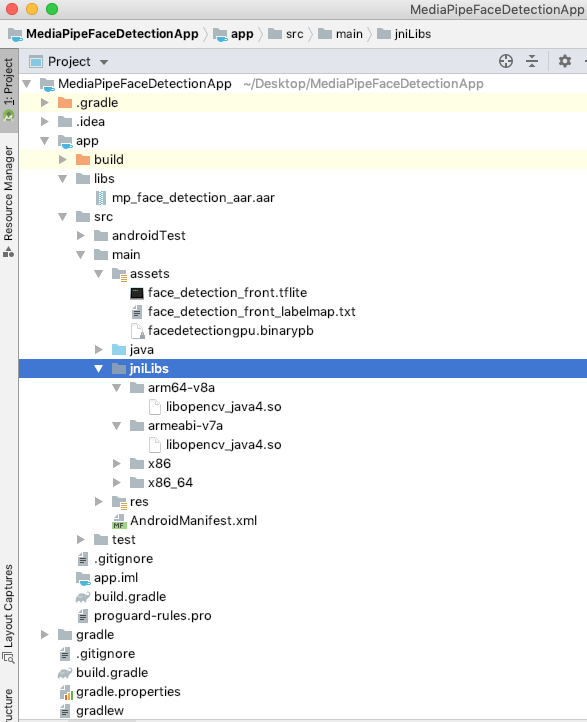 MediaPipeFaceDetectionApp
MediaPipeFaceDetectionApp app src main jniLibs
1: Project
Project
MediaPipeFaceDetectionApp ~/Desktop/MediaPipeFaceDetectionApp
.gradle
.idea
app
build
libs
mp_face_detection_aar.aar
src
androidTest
main
assets
face_detection_front.tflite
face_detection_front_labelmap.txt
facedetectiongpu.binarypb
java
jniLibs
arm64-v8a
libopencv_java4.so
armeabi-v7a
libopencv_java4.so
x86
x86_64
res
MF
AndroidManifest.xml
test
.gitignore
app.iml
build.gradle
proguard-rules.pro
gradle
.gitignore
build.gradle
gradle.properties
gradlew
Resource Manager
Layout Captures
ructure